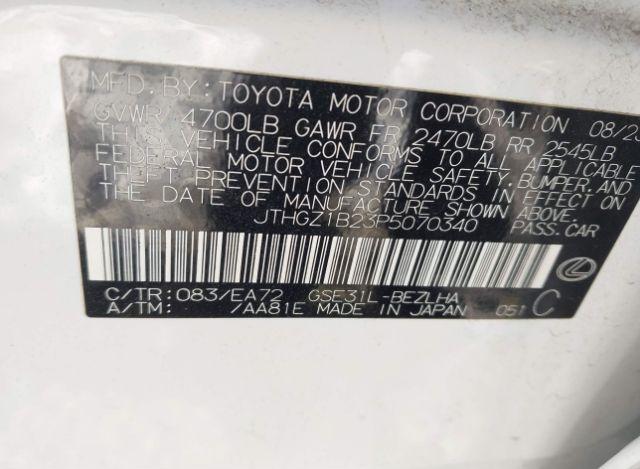 MFD. BY: TOYOTA MOTOR CORPORATION 08/23
GVWR 4700LB GAWR FR 2470LB RR 2545LB
THIS VEHICLE CONFORMS TO ALL APPLICABLE
FEDERAL MOTOR VEHICLE SAFETY, BUMPER, AND
THEFT PREVENTION STANDARDS IN EFFECT ON
THE DATE OF MANUFACTURE SHOWN ABOVE.
JTHGZ1B23P5070340 PASS. CAR
C/TR: 083/EA72 GSE31L-BEZLHA
A/TM: /AA81E MADE IN JAPAN 051 C